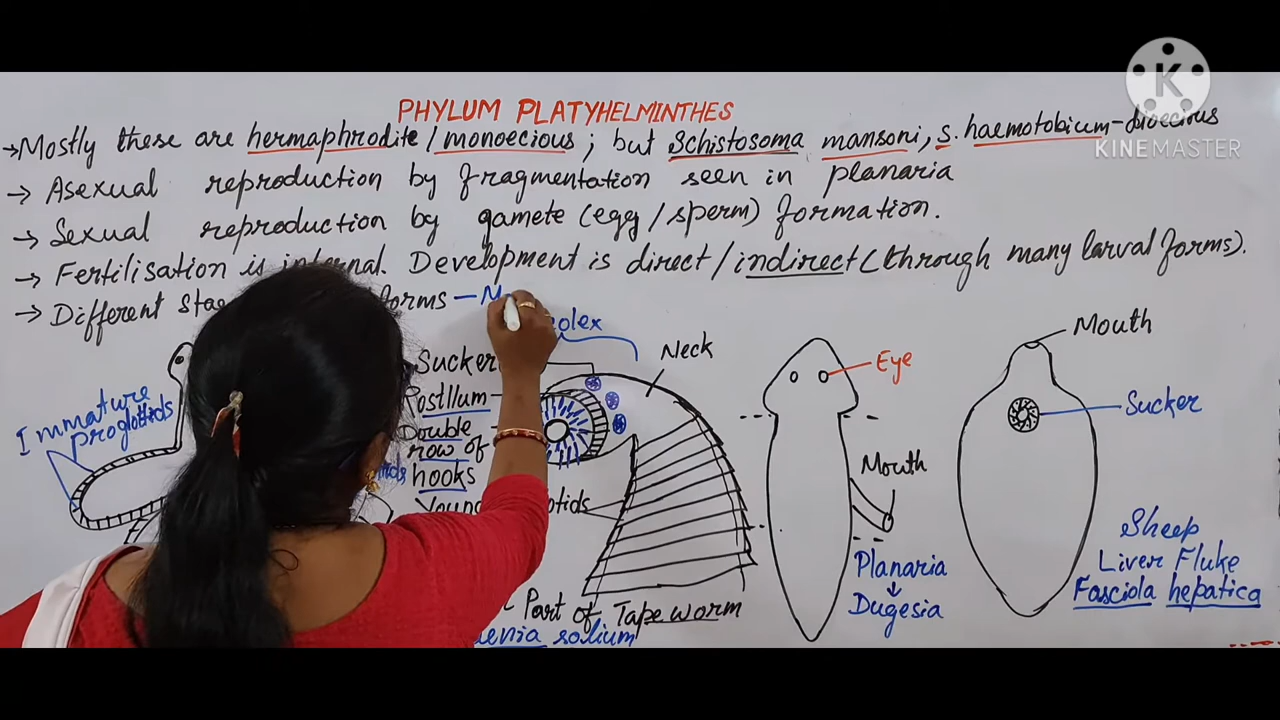 PHYLUM PLATYHELMINTHES
→Mostly these are hermaphrodite/monoecious; but Schistosoma mansoni, s. haemotobium-dioecious
KINEMASTER
→ Asexual reproduction by fragmentation seen in planaria
→ Sexual reproduction by gamete (egg/sperm) formation.
→ Fertilisation is internal. Development is direct/indirect (through many larval forms).
→ Different forms – M
Mouth
Neck
Sucker
Eye
Rostllum
Immature proglottids
Sucker
Double row of hooks
Mouth
Sheep
Liver Fluke
Fasciola hepatica
Planaria
↓
Dugesia
Part of Tapeworm
solium